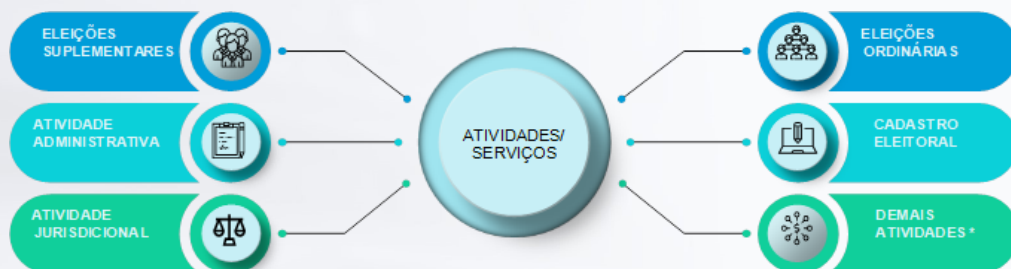 ELEIÇÕES
SUPLEMENTARES
ATIVIDADE
ADMINISTRATIVA
ATIVIDADE
JURISDICIONAL
ATIVIDADES/
SERVIÇOS
ELEIÇÕES
ORDINÁRIAS
CADASTRO
ELEITORAL
DEMAIS
ATIVIDADES *